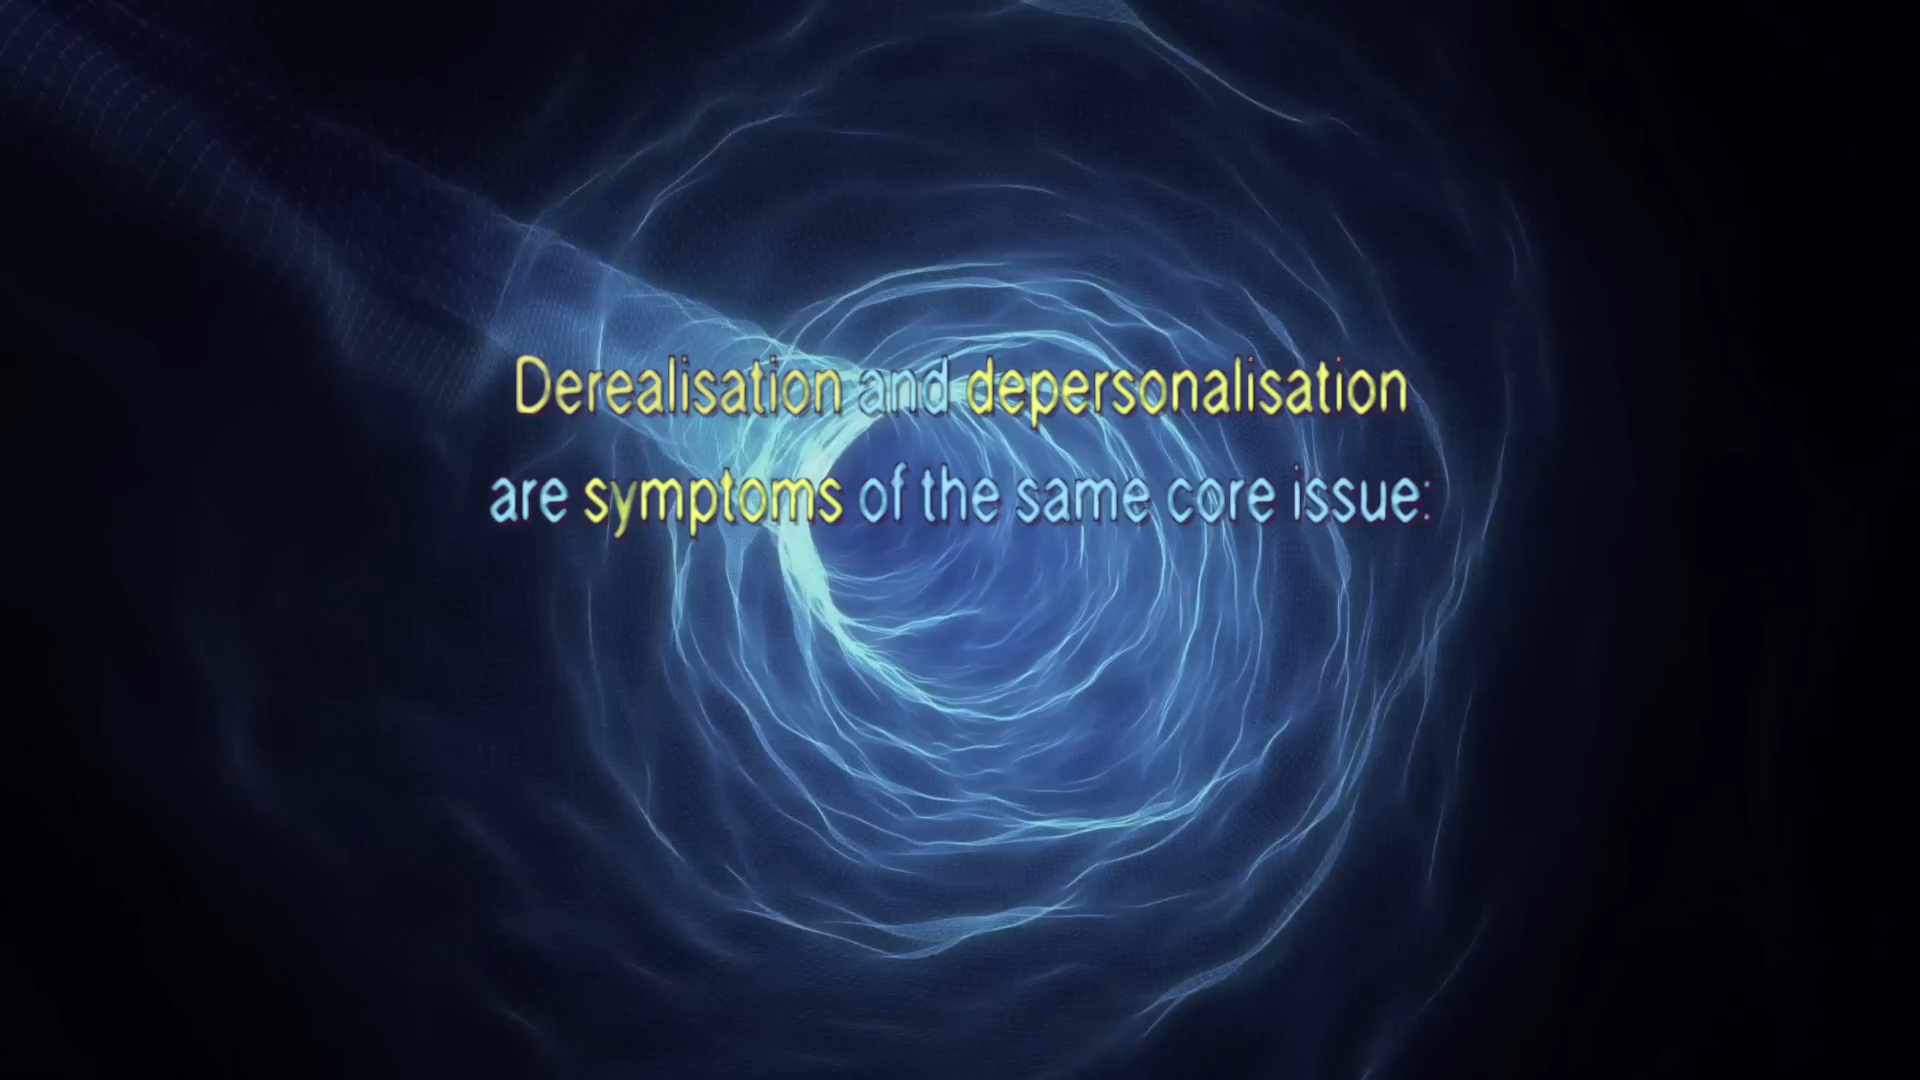 Derealisation and depersonalisation
are symptoms of the same core issue: